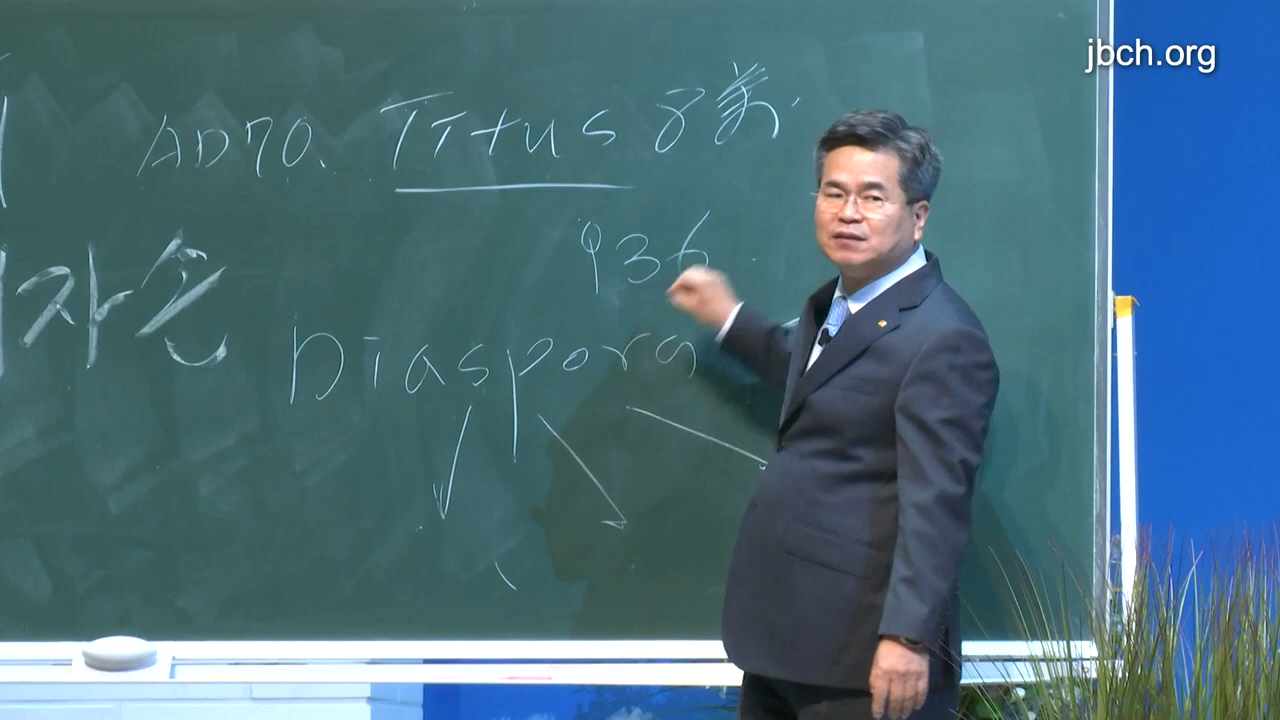 jbch.org
AD70. Titus 장군
936
자손
Diaspora